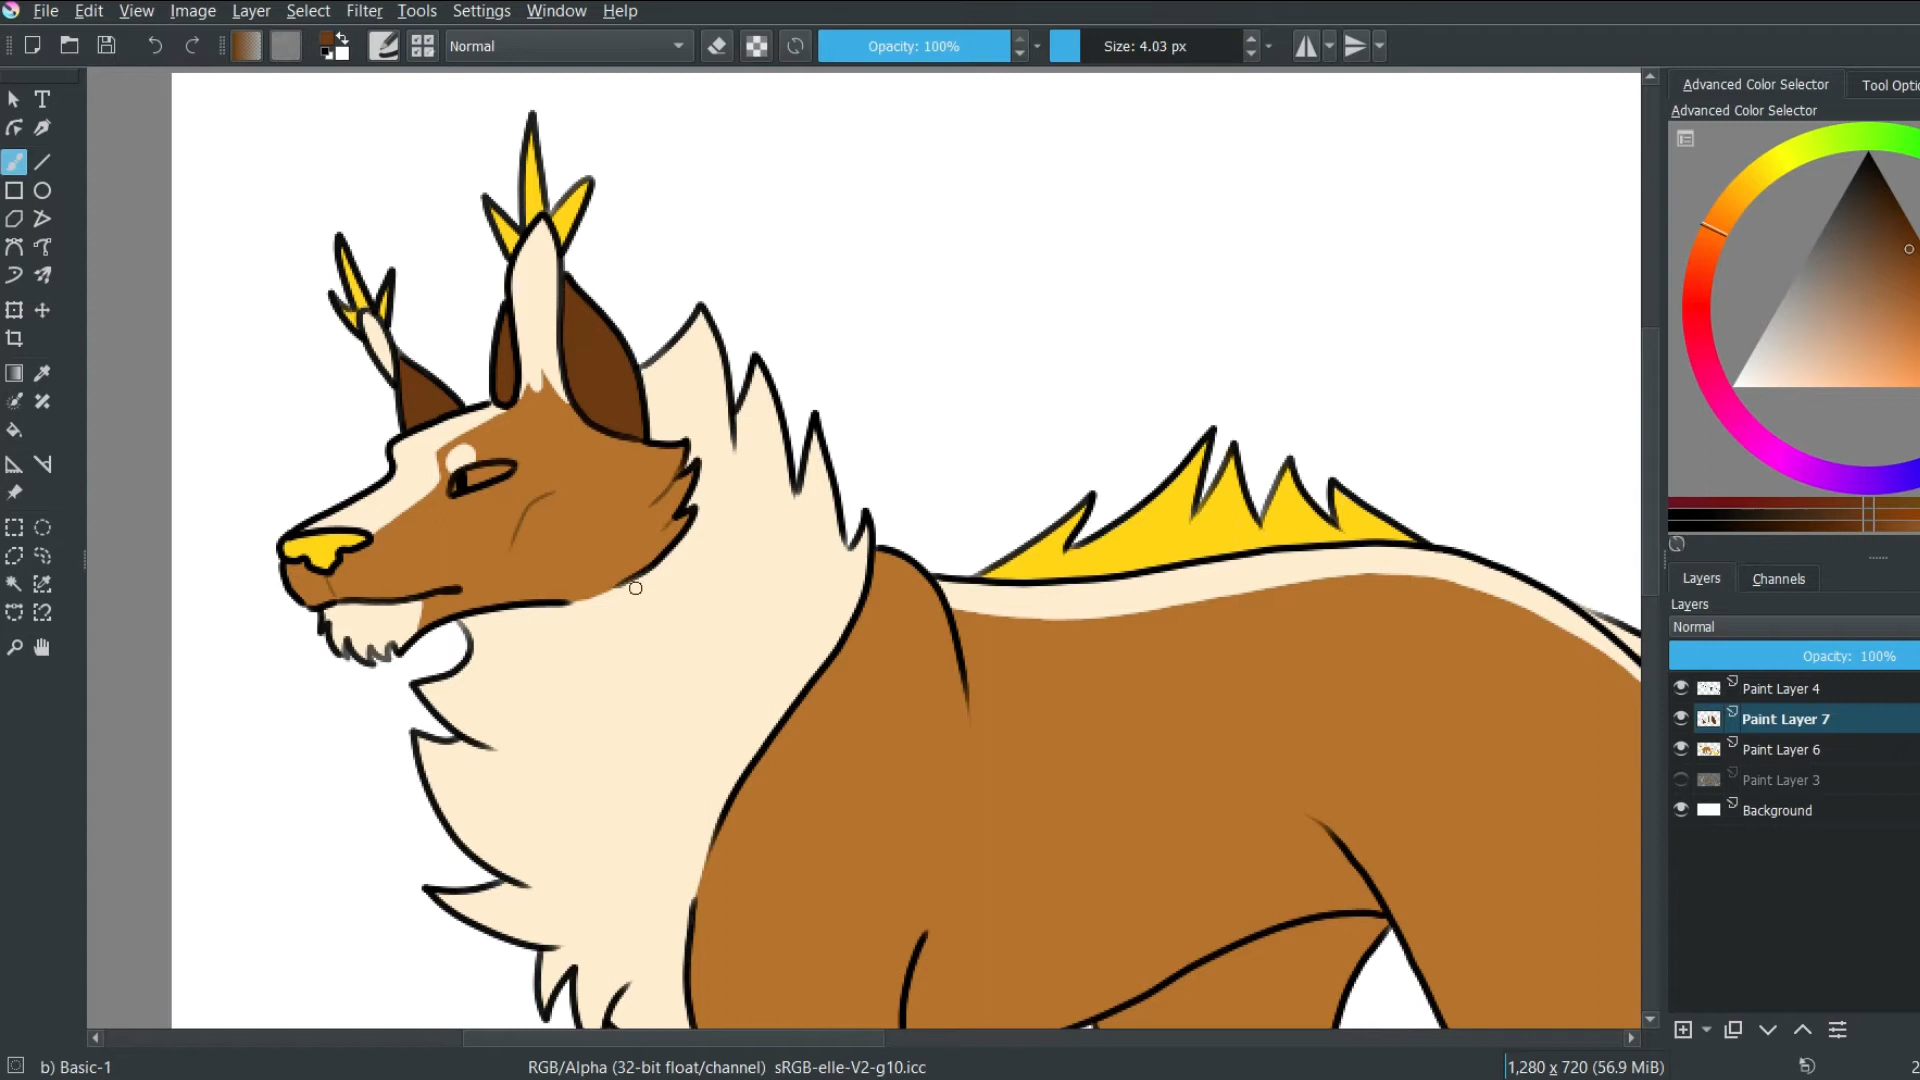 File Edit View Image Layer Select Filter Tools Settings Window Help
Normal
Opacity: 100%
Size: 4.03 px
Advanced Color Selector
Tool Optio
Advanced Color Selector
Layers
Channels
Layers
Normal
Opacity: 100%
Paint Layer 4
Paint Layer 7
Paint Layer 6
Paint Layer 3
Background
b) Basic-1
RGB/Alpha (32-bit float/channel) sRGB-elle-V2-g10.icc
1,280 x 720 (56.9 MiB)
2